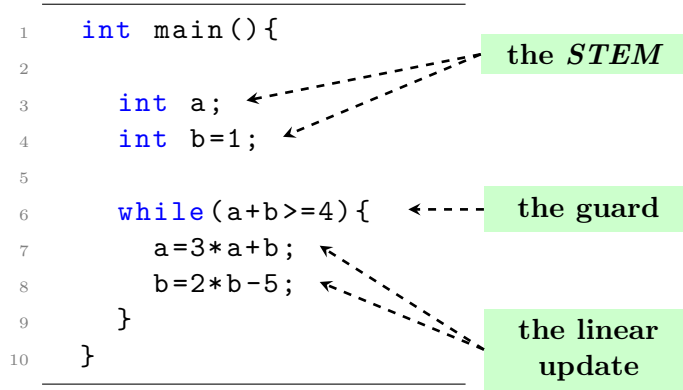 1 int main(){
2
3 int a;
4 int b=1;
5
6 while(a+b>=4){
7 a=3*a+b;
8 b=2*b-5;
9 }
10 }
the STEM
the guard
the linear
update